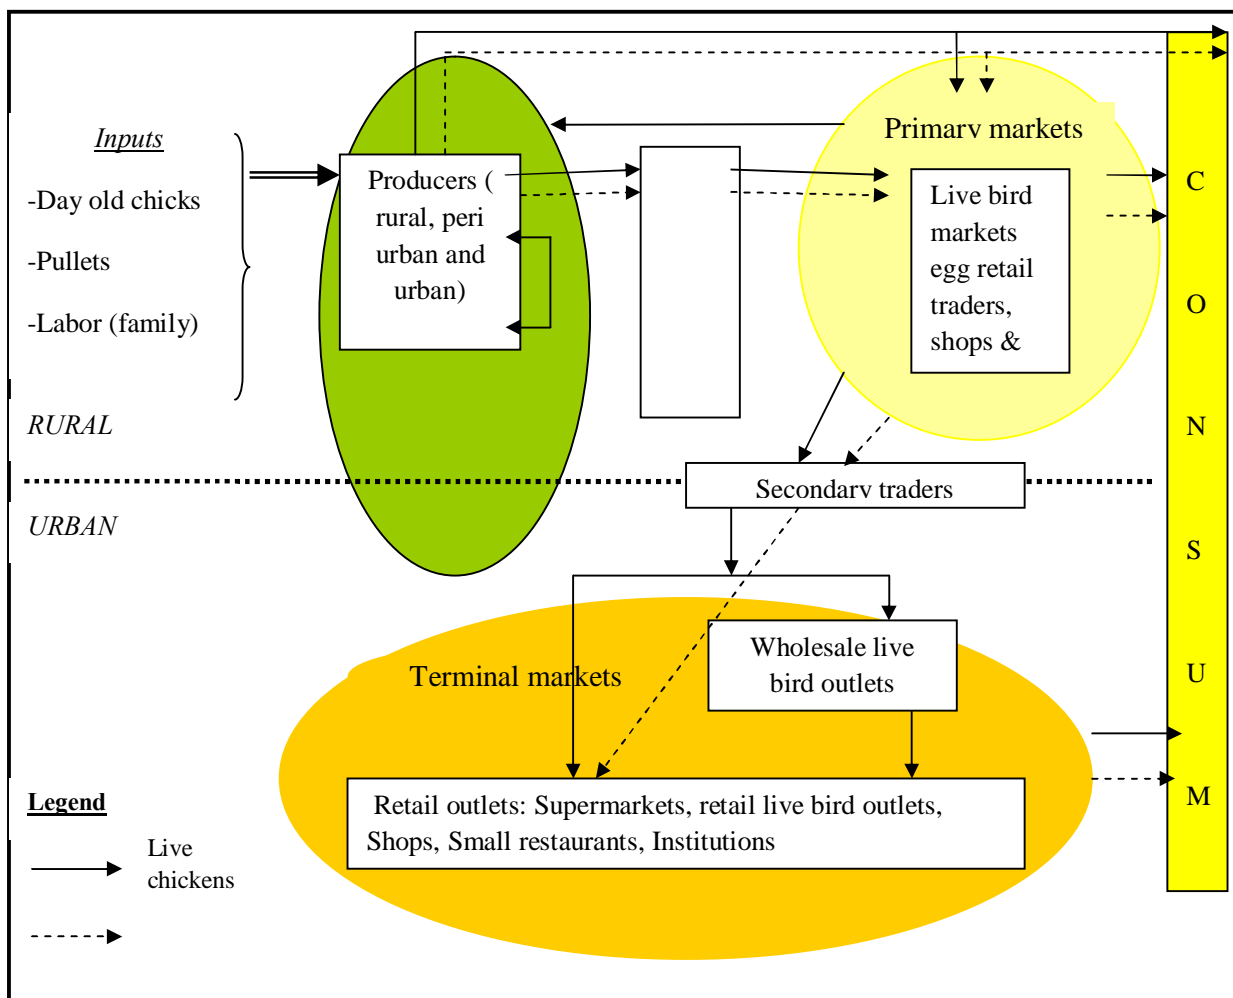 Inputs
-Day old chicks
-Pullets
-Labor (family)
RURAL
URBAN
Producers (
rural, peri
urban and
urban)
Primary markets
Live bird
markets
egg retail
traders,
shops &
Secondary traders
Terminal markets
Wholesale live
bird outlets
Retail outlets: Supermarkets, retail live bird outlets,
Shops, Small restaurants, Institutions
Legend
Live
chickens
C
O
N
S
U
M